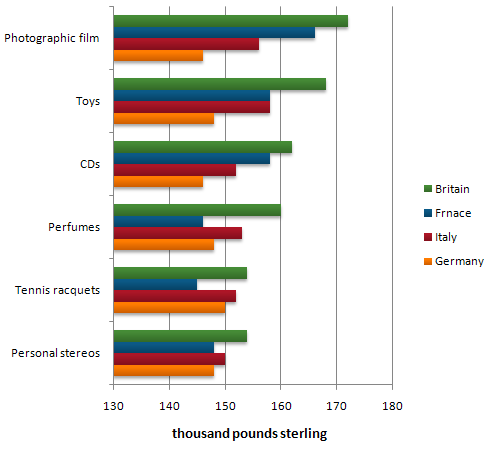 Photographic film
Toys
CDs
Perfumes
Tennis racquets
Personal stereos
130 140 150 160 170 180
thousand pounds sterling
Britain
Frnace
Italy
Germany